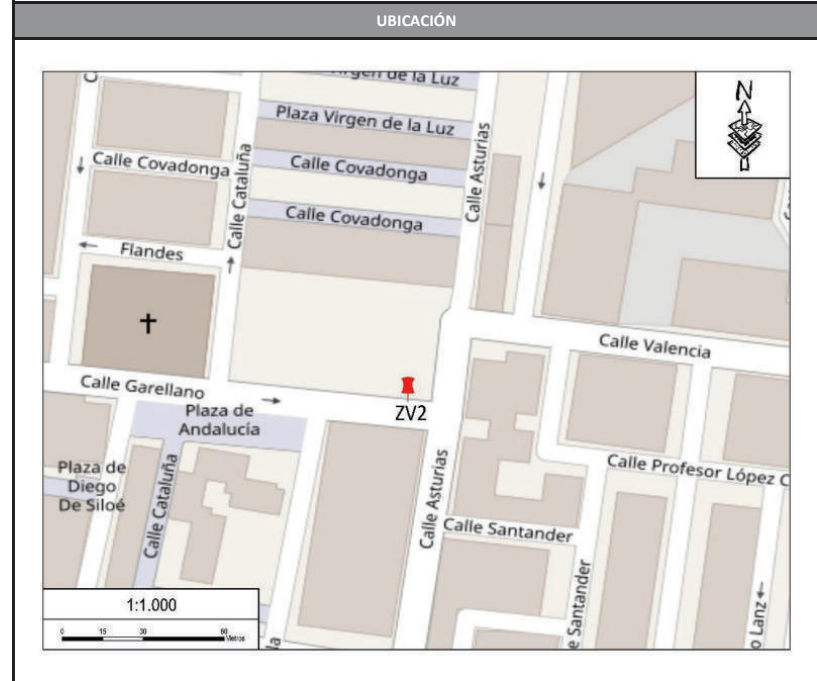 UBICACIÓN
Virgen de la Luz
Plaza Virgen de la Luz
Calle Covadonga
Calle Covadonga
Calle Covadonga
Calle Cataluña
Calle Asturias
N
Flandes
Calle Valencia
Calle Garellano
Plaza de
Andalucía
ZV2
Plaza de
Diego
De Siloé
Calle Cataluña
Calle Asturias
Calle Profesor López C
Calle Santander
e Santander
o Lanz
la
1:1.000
0 15 30 60
Metros